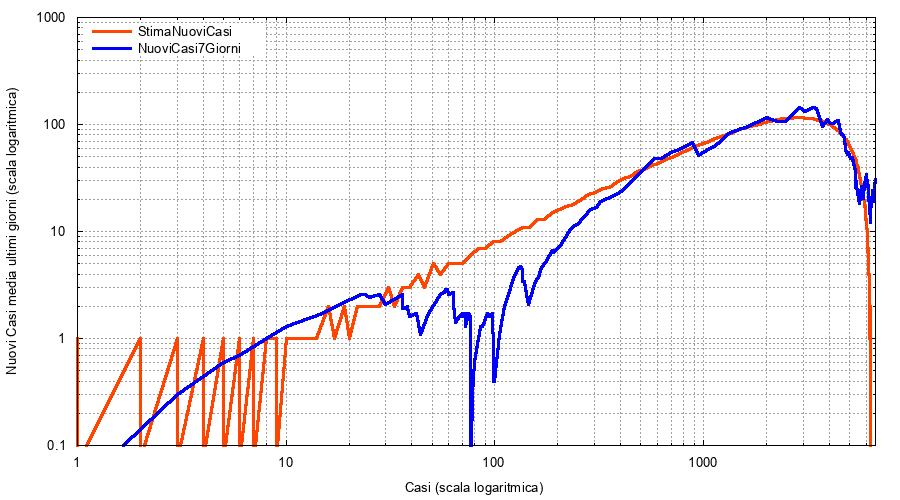 1000
100
10
1
0.1
StimaNuoviCasi
NuoviCasi7Giorni
Nuovi Casi media ultimi giorni (scala logaritmica)
1 10 100 1000
Casi (scala logaritmica)